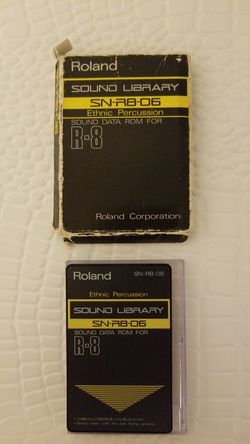 Roland
SOUND LIBRARY
SN-R8-06
Ethnic Percussion
SOUND DATA ROM FOR
R-8
Roland Corporation
Roland SN-R8-06
Ethnic Percussion
SOUND LIBRARY
SN-R8-06
SOUND DATA ROM FOR
R-8